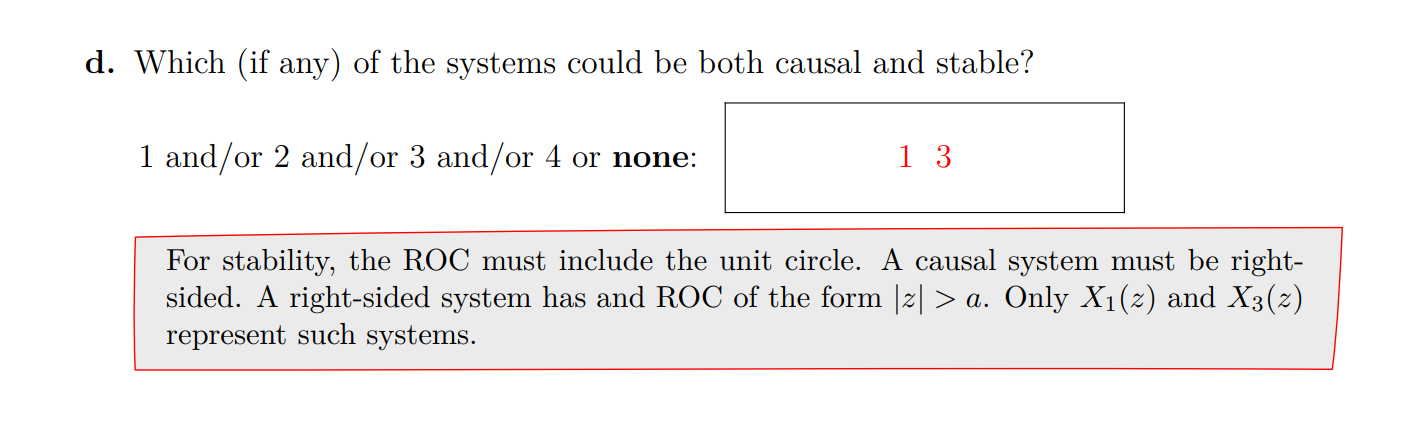 d. Which (if any) of the systems could be both causal and stable?
1 and/or 2 and/or 3 and/or 4 or none: 1 3
For stability, the ROC must include the unit circle. A causal system must be right-
sided. A right-sided system has and ROC of the form |z| > a. Only X₁(z) and X₃(z)
represent such systems.